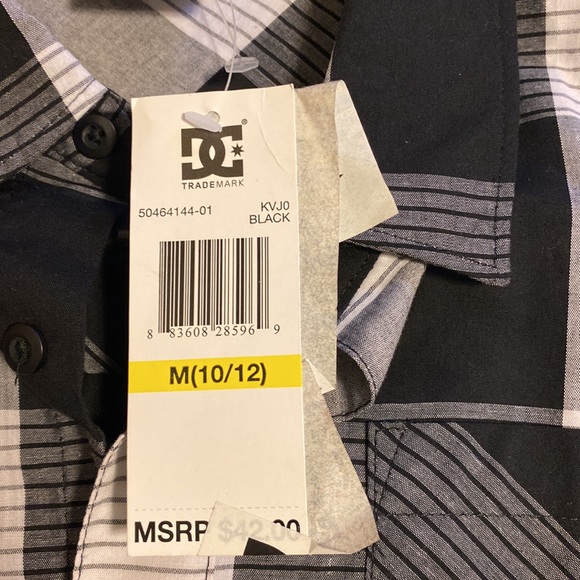 DC®
TRADEMARK
50464144-01 KVJ0
BLACK
8 83608 28596 9
M(10/12)
MSRP $42.00